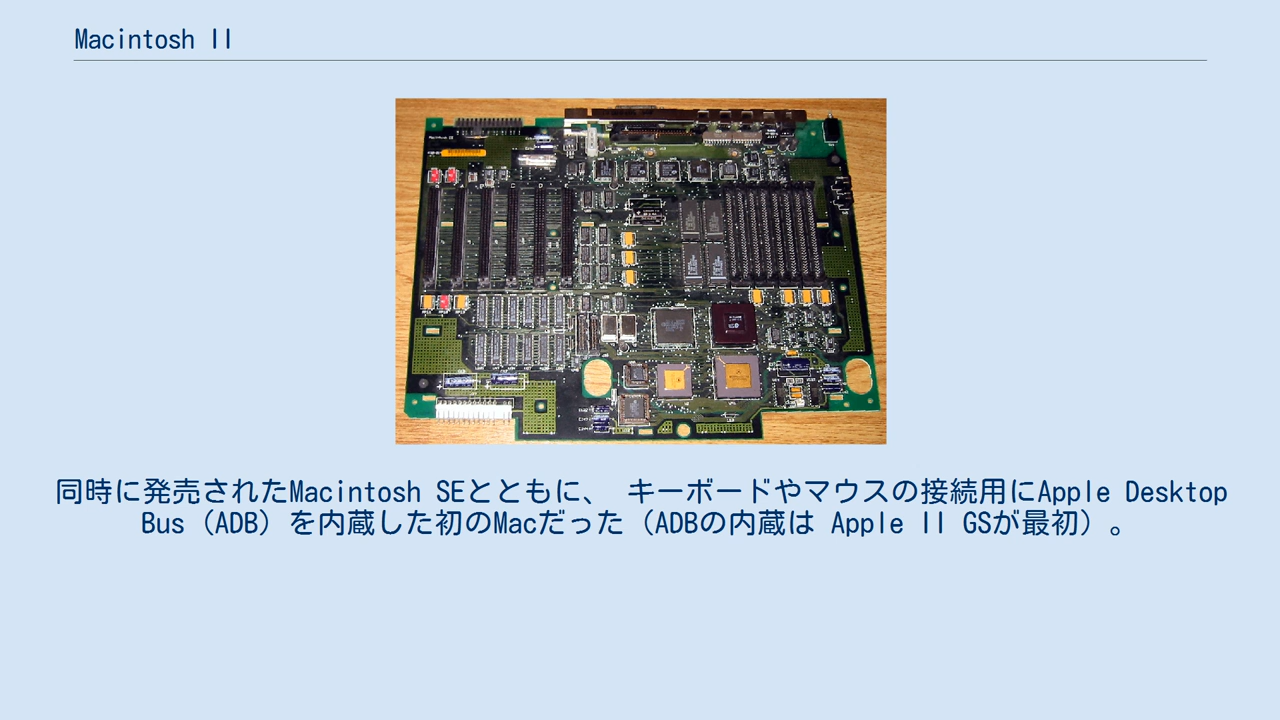 Macintosh II
同時に発売されたMacintosh SEとともに、 キーボードやマウスの接続用にApple Desktop
Bus（ADB）を内蔵した初のMacだった（ADBの内蔵は Apple II GSが最初）。